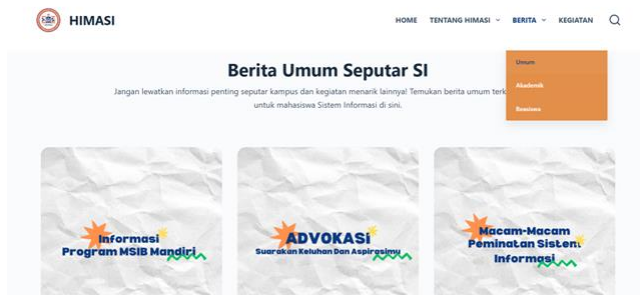 HIMASI
HOME TENTANG HIMASI BERITA KEGIATAN
Umum
Akademik
Beasiswa
Berita Umum Seputar SI
Jangan lewatkan informasi penting seputar kampus dan kegiatan menarik lainnya! Temukan berita umum
untuk mahasiswa Sistem Informasi di sini.
Informasi
Program MSIB Mandiri
ADVOKASI
Suarakan Keluhan Dan Aspirasimu
Macam-Macam
Peminatan Sistem
Informasi